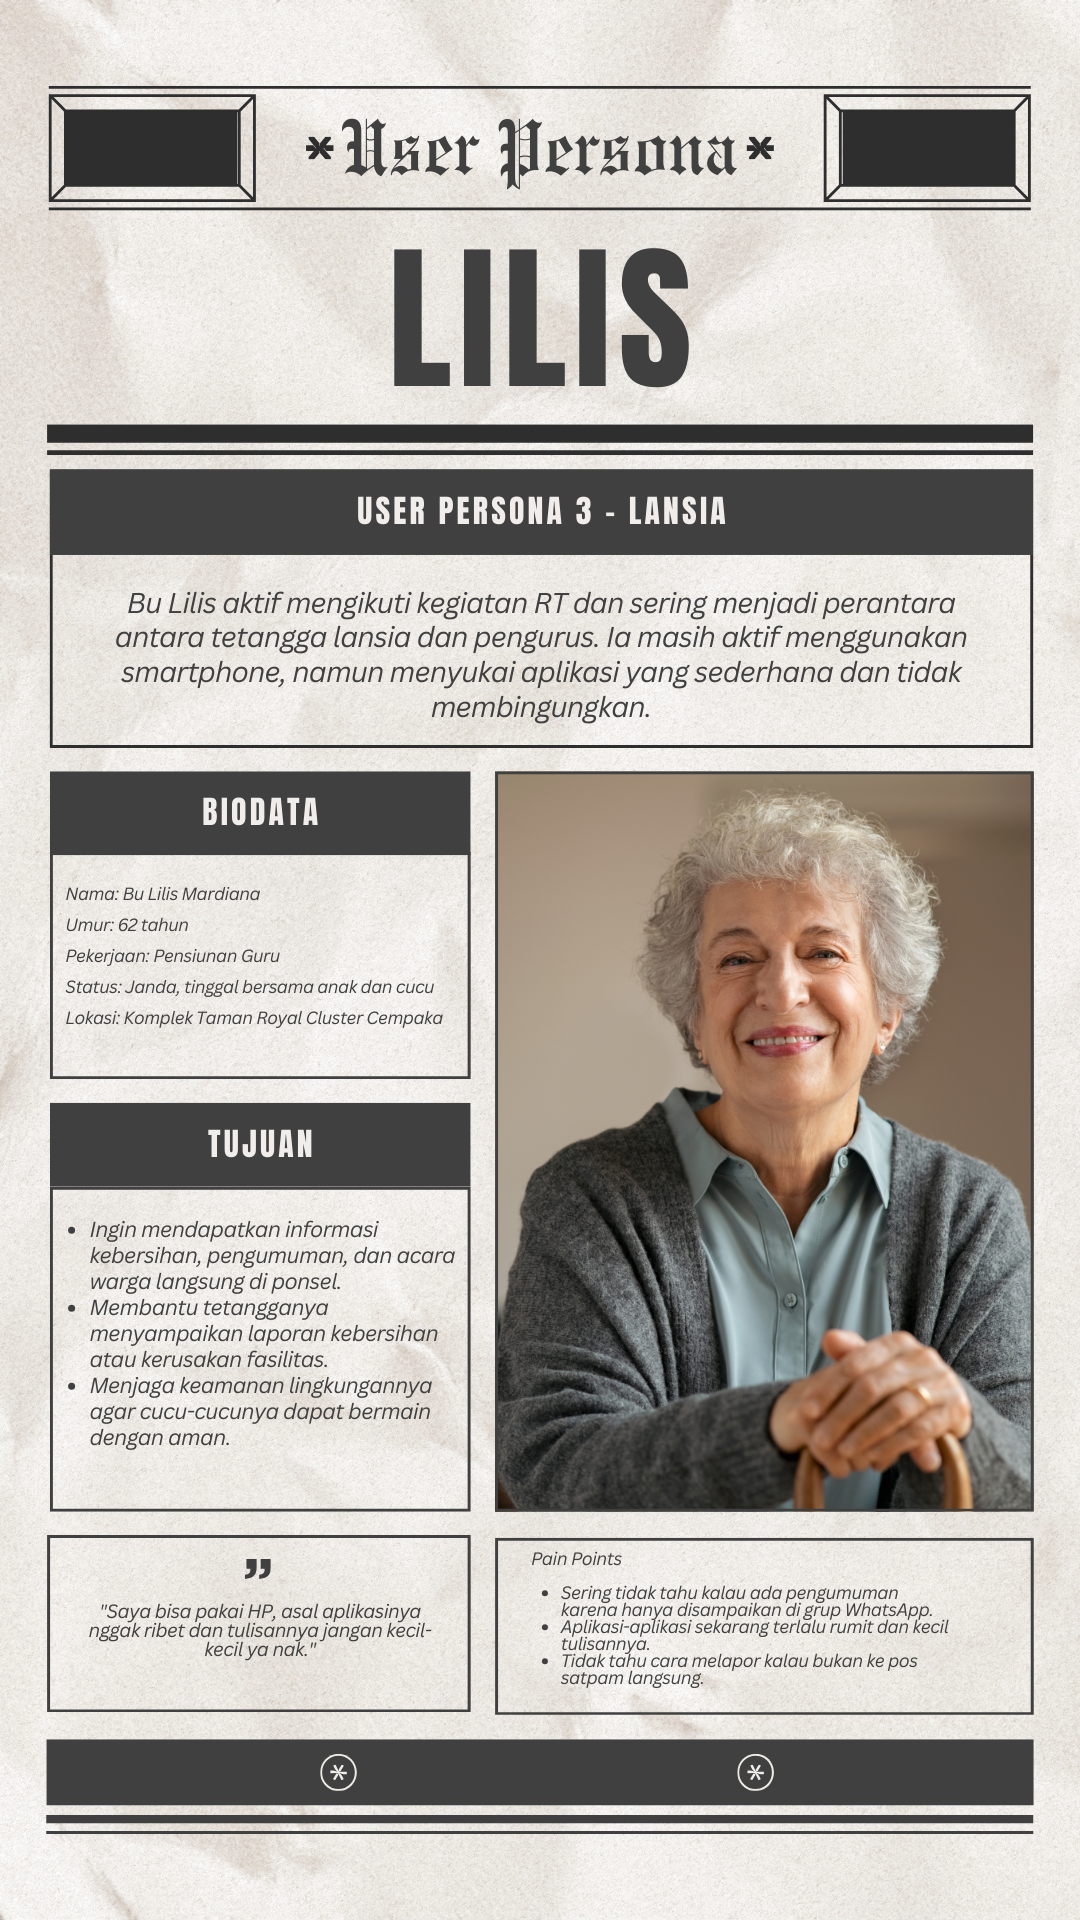 User Persona
LILIS
USER PERSONA 3 - LANSIA
Bu Lilis aktif mengikuti kegiatan RT dan sering menjadi perantara
antara tetangga lansia dan pengurus. Ia masih aktif menggunakan
smartphone, namun menyukai aplikasi yang sederhana dan tidak
membingungkan.
BIODATA
Nama: Bu Lilis Mardiana
Umur: 62 tahun
Pekerjaan: Pensiunan Guru
Status: Janda, tinggal bersama anak dan cucu
Lokasi: Komplek Taman Royal Cluster Cempaka
TUJUAN
• Ingin mendapatkan informasi
kebersihan, pengumuman, dan acara
warga langsung di ponsel.
• Membantu tetangganya
menyampaikan laporan kebersihan
atau kerusakan fasilitas.
• Menjaga keamanan lingkungannya
agar cucu-cucunya dapat bermain
dengan aman.
”
"Saya bisa pakai HP, asal aplikasinya
nggak ribet dan tulisannya jangan kecil-
kecil ya nak."
Pain Points
• Sering tidak tahu kalau ada pengumuman
karena hanya disampaikan di grup WhatsApp.
• Aplikasi-aplikasi sekarang terlalu rumit dan kecil
tulisannya.
• Tidak tahu cara melapor kalau bukan ke pos
satpam langsung.